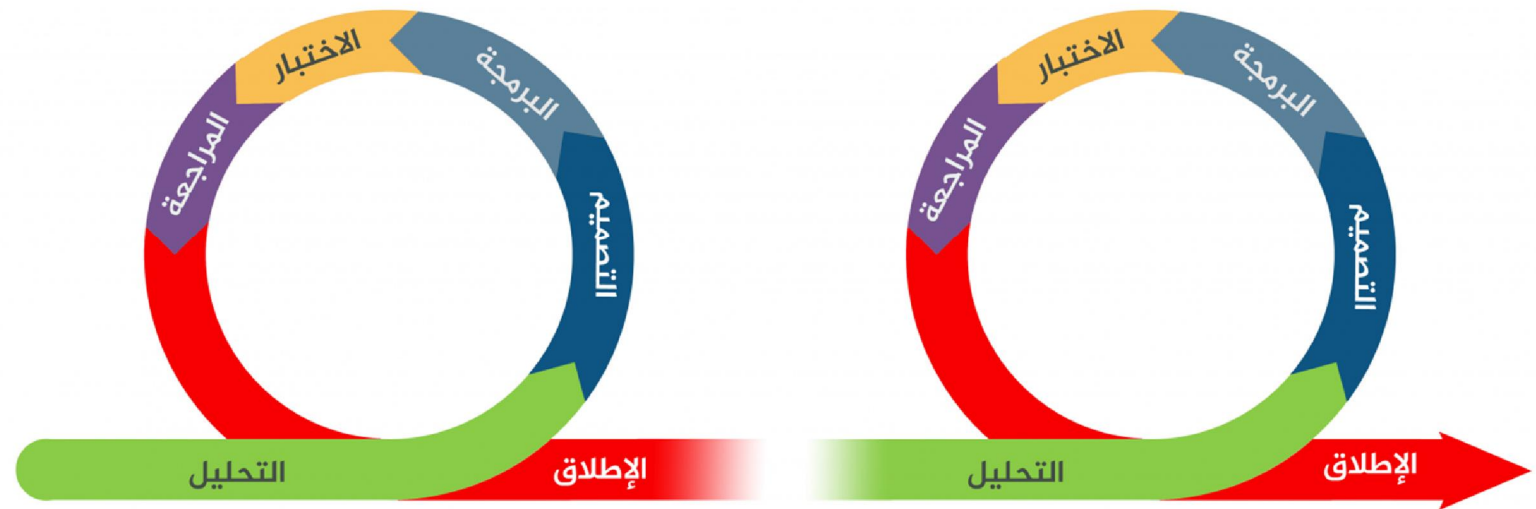 التحليل
التصميم
البرمجة
الاختبار
المراجعة
الإطلاق
التحليل
التصميم
البرمجة
الاختبار
المراجعة
الإطلاق